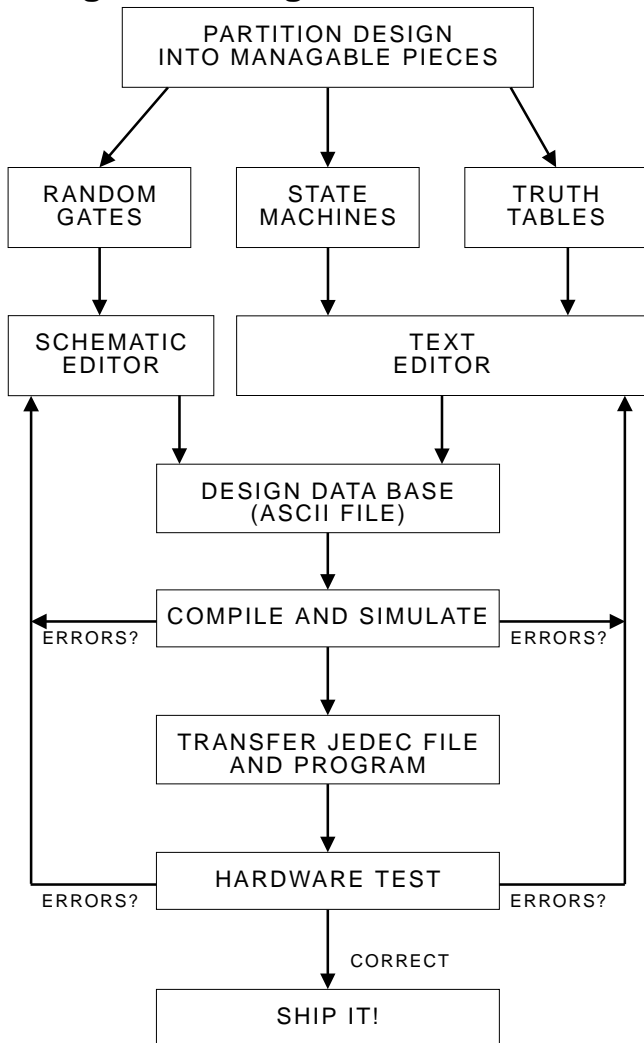 PARTITION DESIGN
INTO MANAGABLE PIECES
RANDOM
GATES
STATE
MACHINES
TRUTH
TABLES
SCHEMATIC
EDITOR
TEXT
EDITOR
DESIGN DATA BASE
(ASCII FILE)
COMPILE AND SIMULATE
ERRORS?
ERRORS?
TRANSFER JEDEC FILE
AND PROGRAM
HARDWARE TEST
ERRORS?
ERRORS?
CORRECT
SHIP IT!